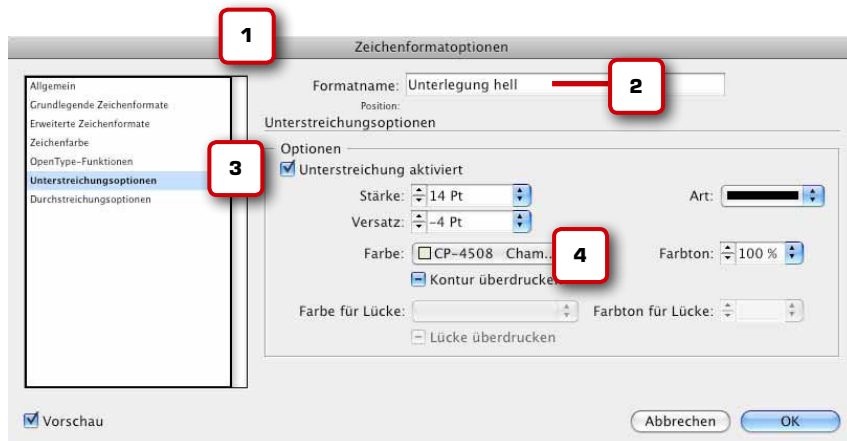 1
Zeichenformatoptionen
Allgemein
Grundlegende Zeichenformate
Erweiterte Zeichenformate
Zeichenfarbe
OpenType-Funktionen
Unterstreichungsoptionen
Durchstreichungsoptionen
Formatname: Unterlegung hell
2
Position:
Unterstreichungsoptionen
3
Optionen
Unterstreichung aktiviert
Stärke: 14 Pt
Art:
Versatz: -4 Pt
Farbe: CP-4508 Cham..
4
Farbton: 100 %
Kontur überdrucken
Farbe für Lücke:
Farbton für Lücke:
Lücke überdrucken
Vorschau
Abbrechen
OK